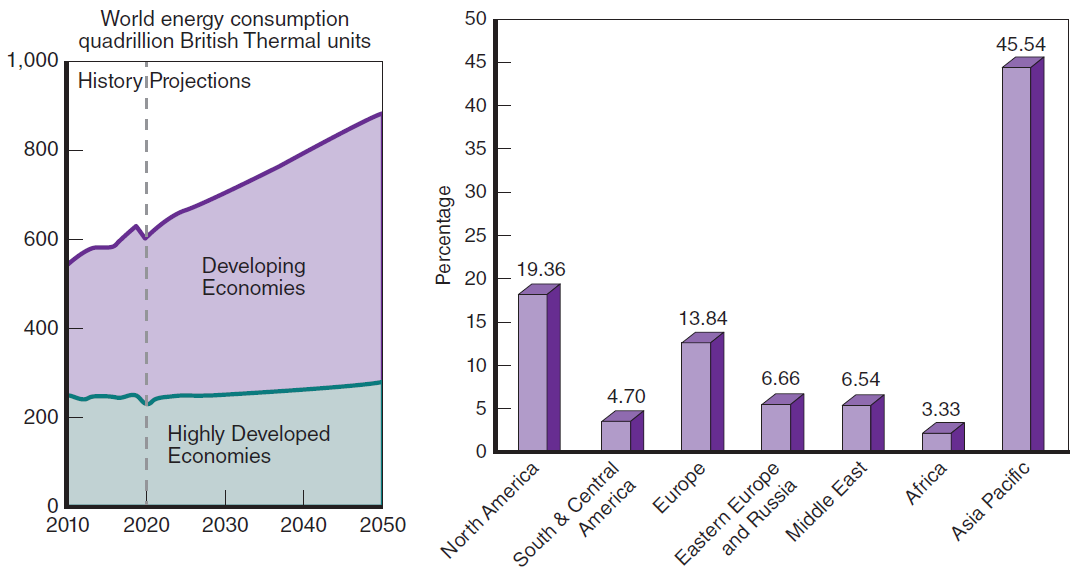 World energy consumption
quadrillion British Thermal units
1,000
800
600
400
200
0
History
Projections
Developing
Economies
Highly Developed
Economies
2010
2020
2030
2040
2050
Percentage
50
45
40
35
30
25
20
15
10
5
0
19.36
4.70
13.84
6.66
6.54
3.33
45.54
North America
South & Central
America
Europe
Eastern Europe
and Russia
Middle East
Africa
Asia Pacific